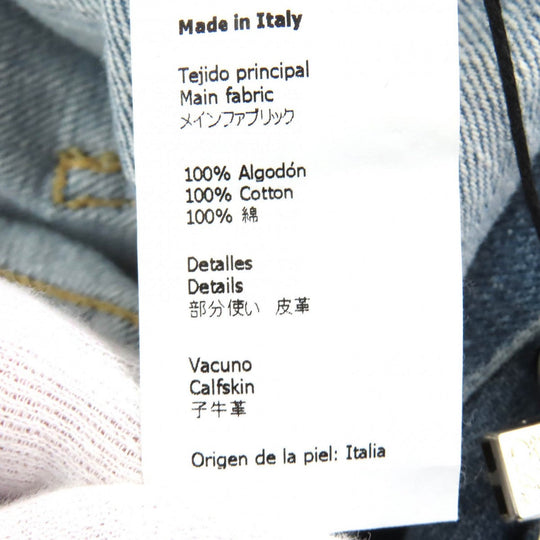 Made in Italy
Tejido principal
Main fabric
メインファブリック
100% Algodón
100% Cotton
100% 綿
Detalles
Details
部分使い 皮革
Vacuno
Calfskin
子牛革
Origen de la piel: Italia